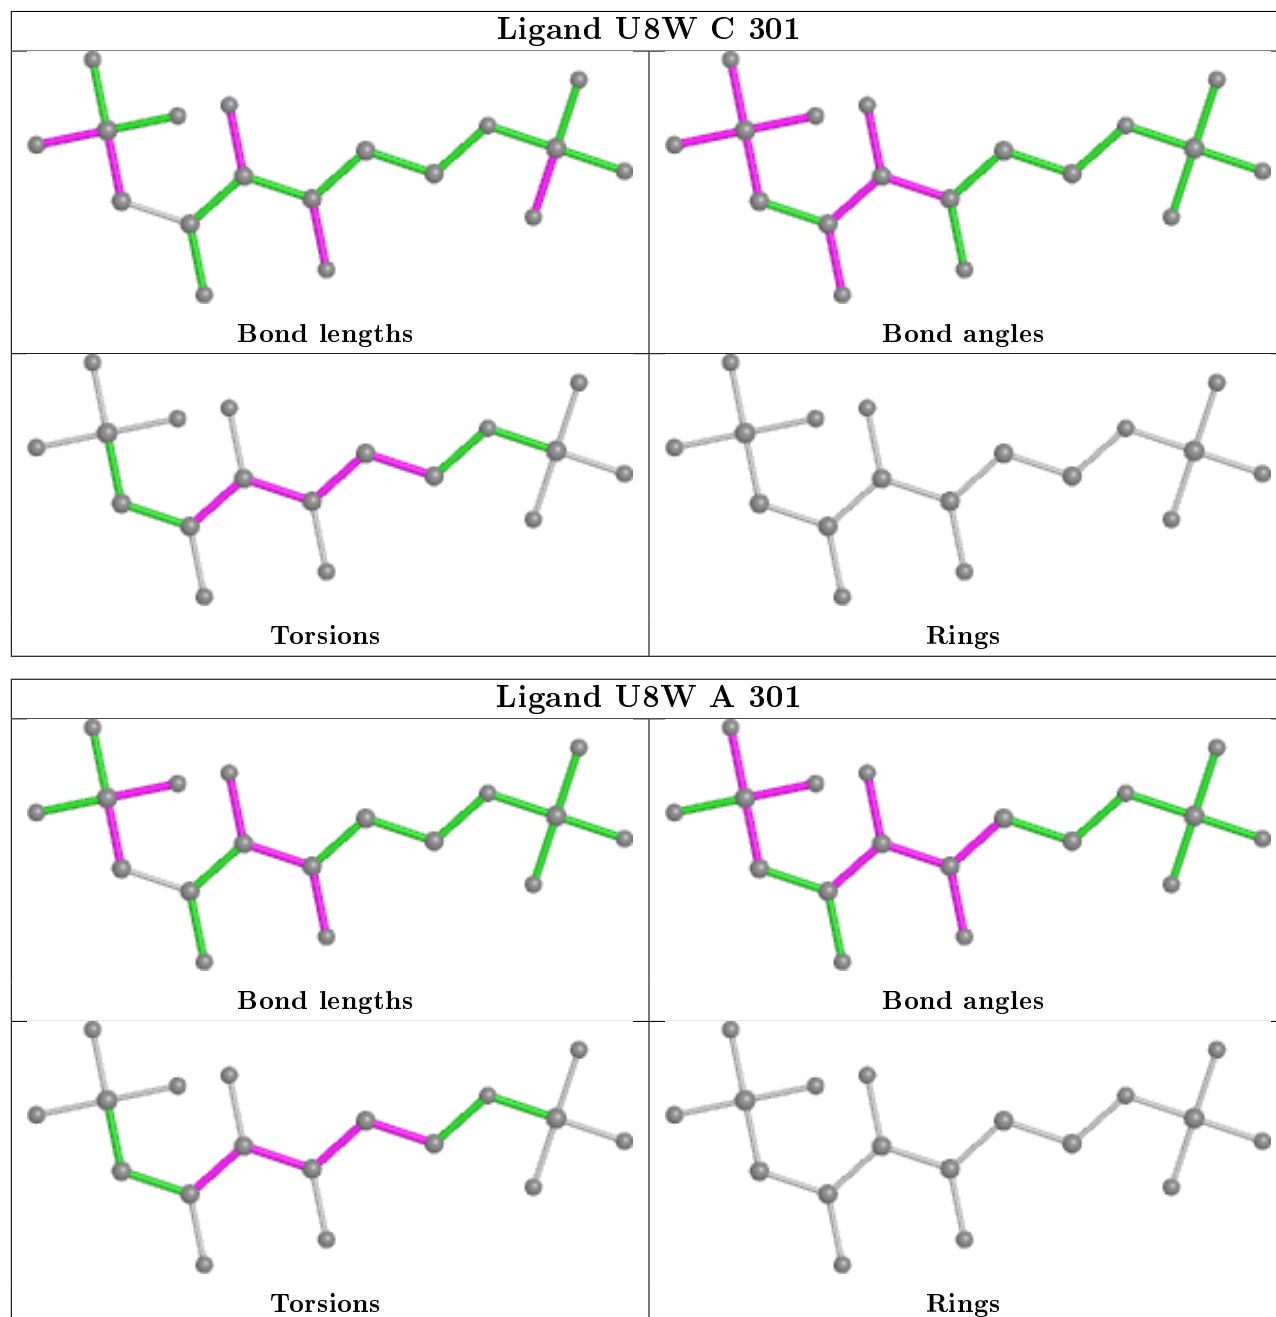 Ligand U8W C 301
Bond lengths
Bond angles
Torsions
Rings
Ligand U8W A 301
Bond lengths
Bond angles
Torsions
Rings